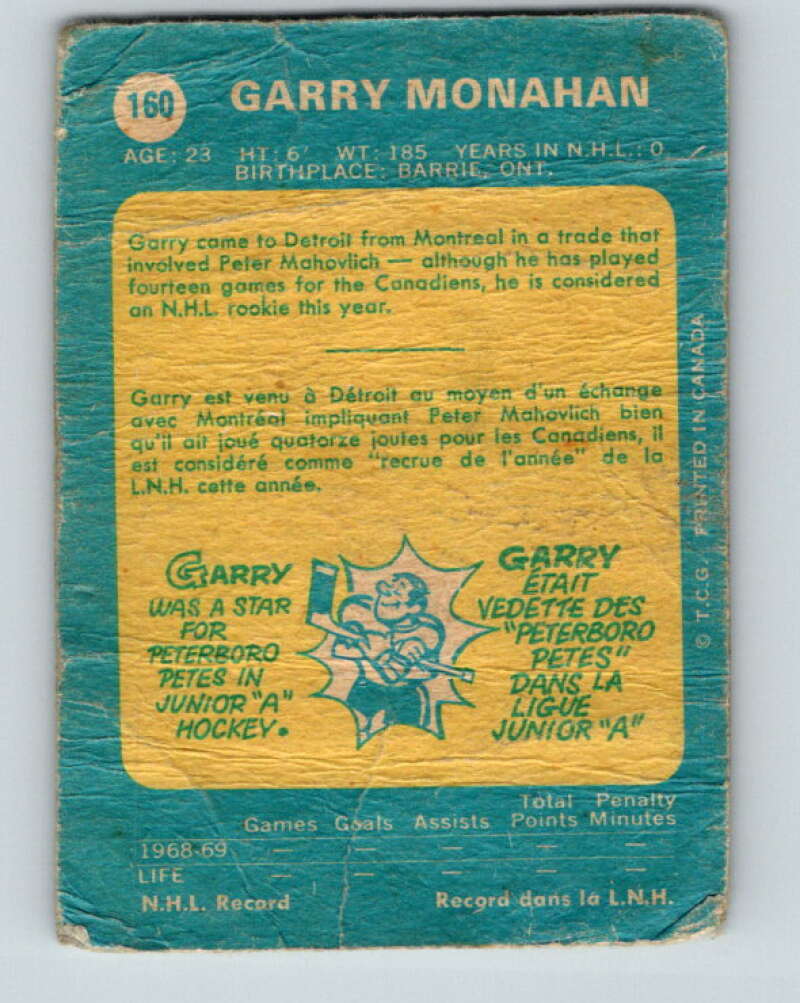 160 GARRY MONAHAN
AGE: 23 HT: 6' WT: 185 YEARS IN N.H.L.: 0
BIRTHPLACE: BARRIE, ONT.
Garry came to Detroit from Montreal in a trade that
involved Peter Mahovlich — although he has played
fourteen games for the Canadiens, he is considered
an N.H.L. rookie this year.
Garry est venu à Détroit au moyen d'un échange
avec Montréal impliquant Peter Mahovlich bien
qu'il ait joué quatorze joutes pour les Canadiens, il
est considéré comme "recrue de l'année" de la
L.N.H. cette année.
GARRY
WAS A STAR
FOR
PETERBORO
PETES IN
JUNIOR "A"
HOCKEY.
GARRY
ÉTAIT
VEDETTE DES
"PETERBORO
PETES"
DANS LA
LIGUE
JUNIOR "A"
© T.C.G. PRINTED IN CANADA
Total Penalty
Games Goals Assists Points Minutes
1968-69 — — — — —
LIFE — — — — —
N.H.L. Record Record dans la L.N.H.